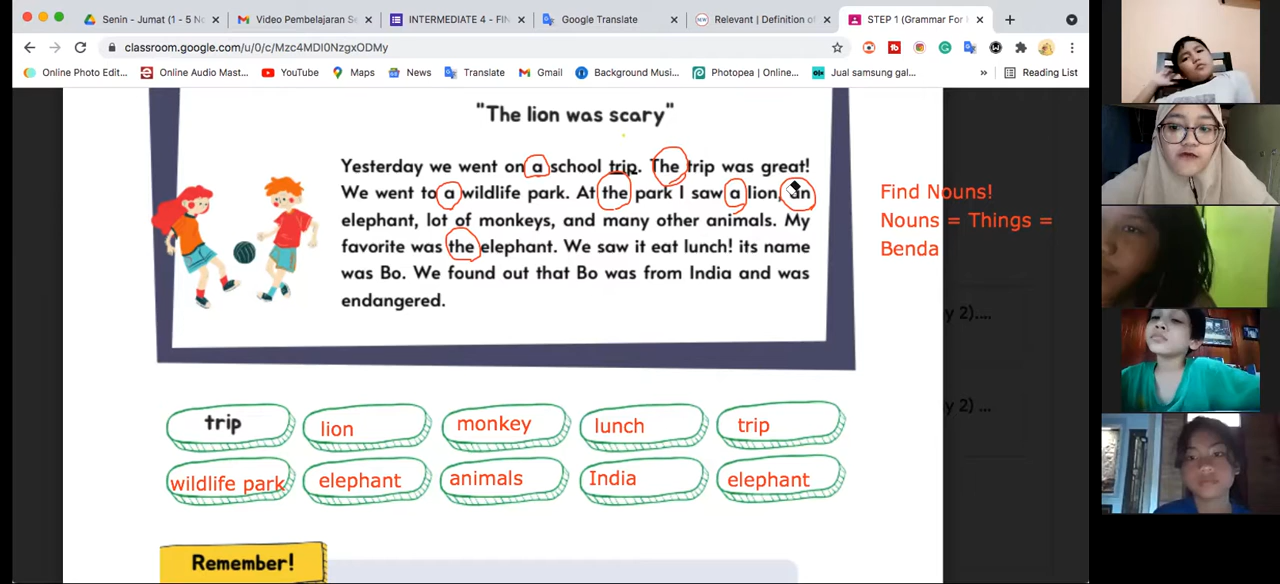 Senin - Jumat (1 - 5 No
Video Pembelajaran Se
INTERMEDIATE 4 - FIN
Google Translate
Relevant | Definition of
STEP 1 (Grammar For
classroom.google.com/u/0/c/Mzc4MDI0NzgxODMy
Online Photo Edit...
Online Audio Mast...
YouTube
Maps
News
Translate
Gmail
Background Musi...
Photopea | Online...
Jual samsung gal...
Reading List
"The lion was scary"
Yesterday we went on a school trip. The trip was great!
We went to a wildlife park. At the park I saw a lion, an
elephant, lot of monkeys, and many other animals. My
favorite was the elephant. We saw it eat lunch! its name
was Bo. We found out that Bo was from India and was
endangered.
Find Nouns!
Nouns = Things =
Benda
y 2)....
y 2) ...
trip
lion
monkey
lunch
trip
wildlife park
elephant
animals
India
elephant
Remember!